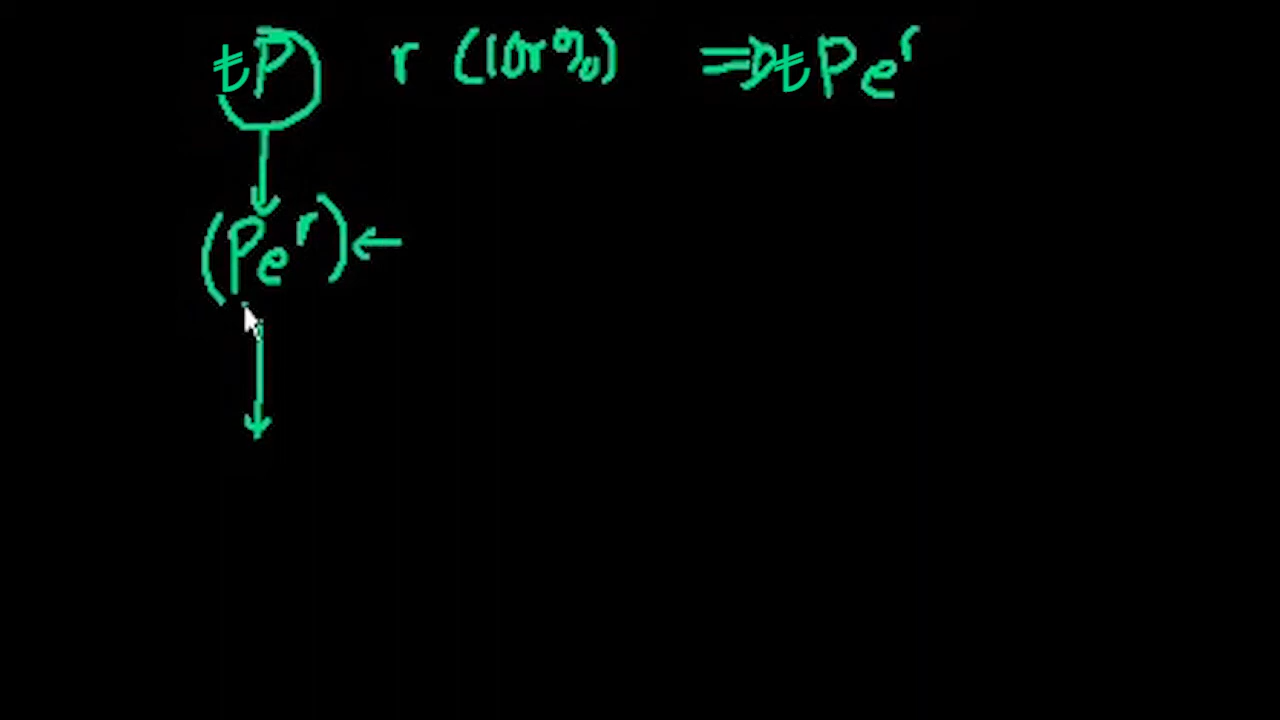 ₺P r (10r%) ⇒ ₺Pe^r
(Pe^r) ←